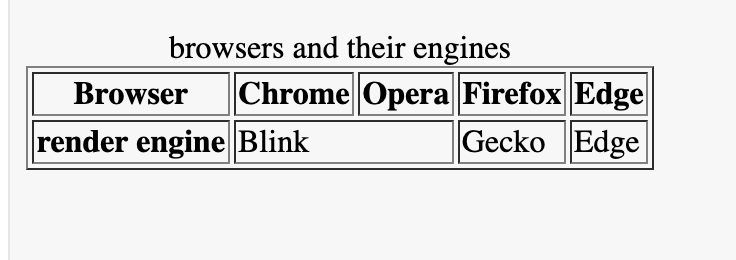 browsers and their engines
Browser Chrome Opera Firefox Edge
render engine Blink Gecko Edge